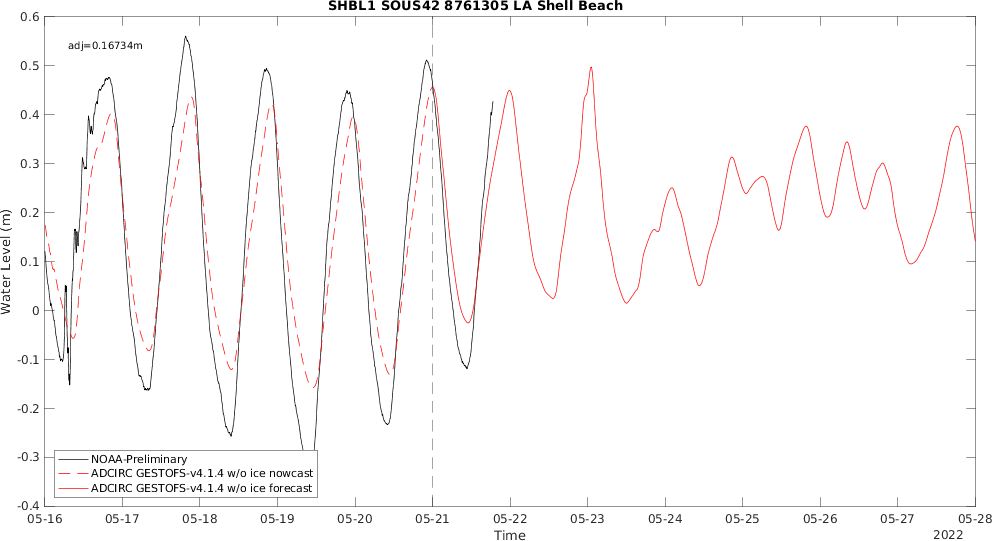 SHBL1 SOUS42 8761305 LA Shell Beach
adj=0.16734m
0.6
0.5
0.4
0.3
0.2
0.1
0
-0.1
-0.2
-0.3
-0.4
Water Level (m)
NOAA-Preliminary
ADCIRC GESTOFS-v4.1.4 w/o ice nowcast
ADCIRC GESTOFS-v4.1.4 w/o ice forecast
05-16 05-17 05-18 05-19 05-20 05-21 05-22 05-23 05-24 05-25 05-26 05-27 05-28
Time
2022